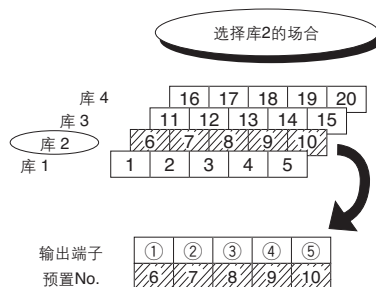 选择库2的场合
库 4 16 17 18 19 20
库 3 11 12 13 14 15
库 2 6 7 8 9 10
库 1 1 2 3 4 5
输出端子 ① ② ③ ④ ⑤
预置No. 6 7 8 9 10